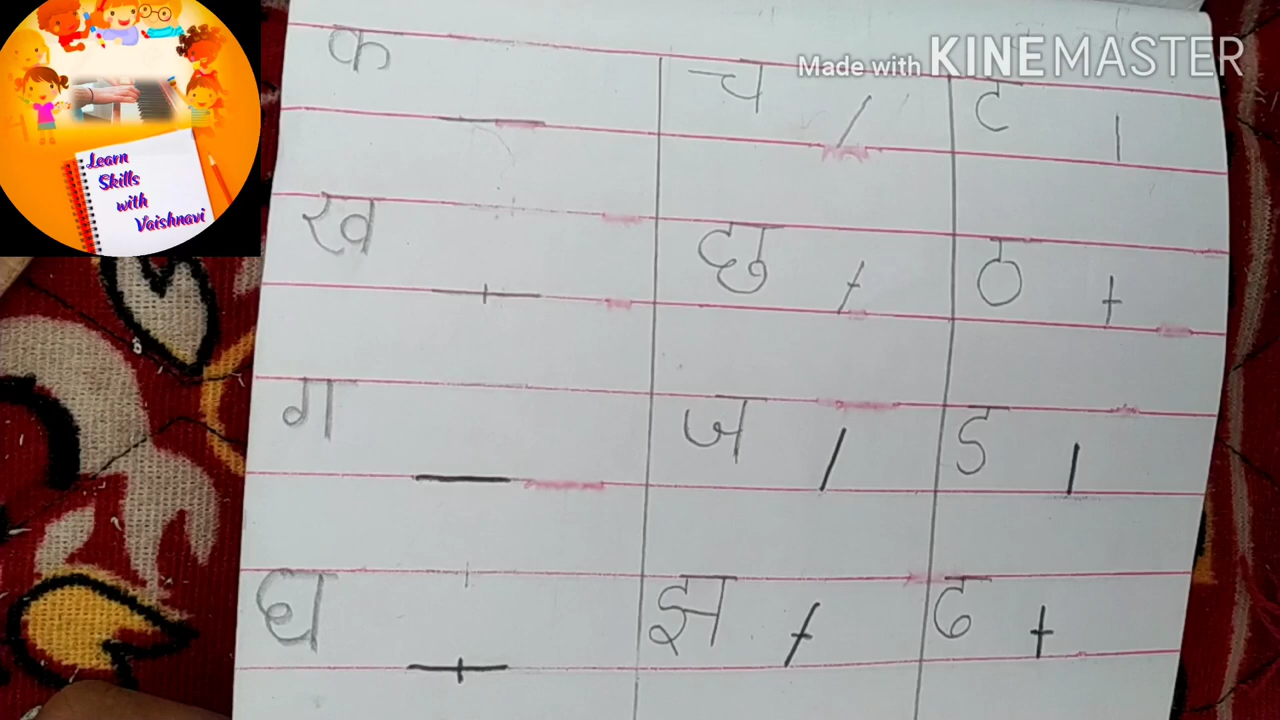 Learn
Skills
with
Vaishnavi
Made with KINEMASTER
क च ट
ख छ ठ
ग ज ड
घ झ ढ